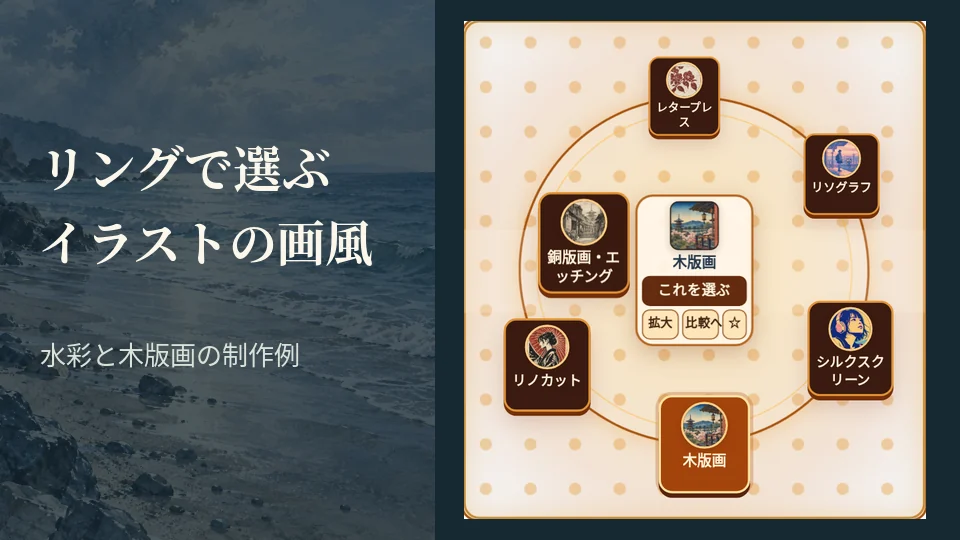 リングで選ぶ
イラストの画風
水彩と木版画の制作例
レタープレ
ス
リソグラフ
銅版画・エ
ッチング
木版画
これを選ぶ
拡大
比較へ
☆
リノカット
シルクスク
リーン
木版画